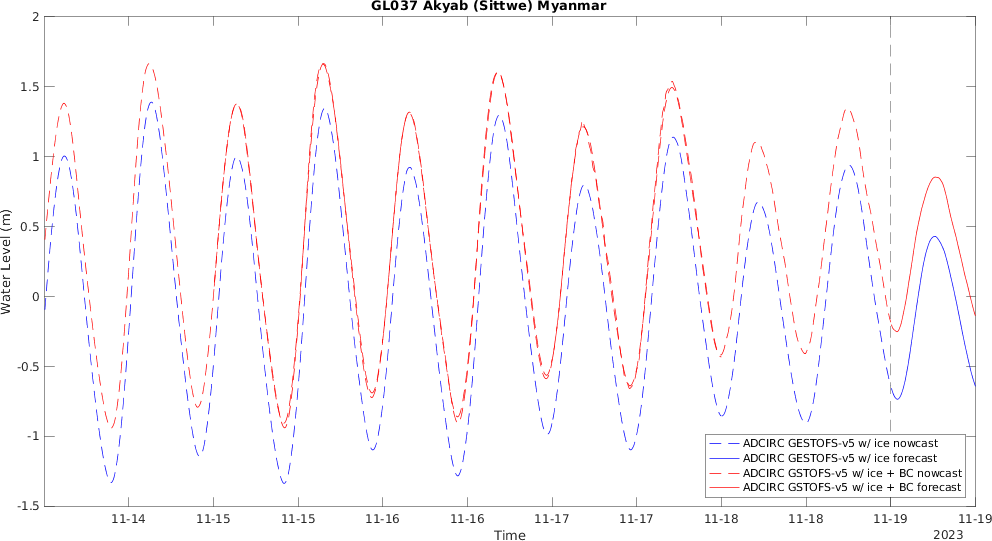 GL037 Akyab (Sittwe) Myanmar
2
1.5
1
0.5
0
-0.5
-1
-1.5
Water Level (m)
ADCIRC GESTOFS-v5 w/ ice nowcast
ADCIRC GESTOFS-v5 w/ ice forecast
ADCIRC GSTOFS-v5 w/ ice + BC nowcast
ADCIRC GSTOFS-v5 w/ ice + BC forecast
11-14 11-15 11-15 11-16 11-16 11-17 11-17 11-18 11-18 11-19 11-19
Time
2023